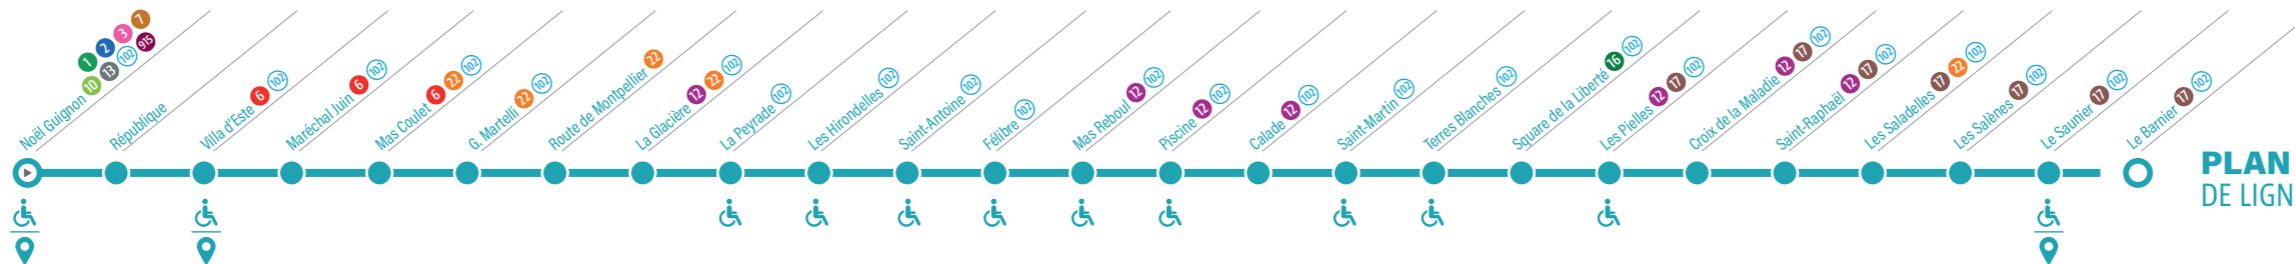 1 2 3 7
Noël Guignon 10 13 102 915
République
Villa d'Este 6 102
Maréchal Juin 6 102
Mas Coulet 6 22 102
G. Martelli 22 102
Route de Montpellier 22
La Glacière 12 22 102
La Peyrade 102
Les Hirondelles 102
Saint-Antoine 102
Félibre 102
Mas Reboul 12 102
Piscine 12 102
Calade 12 102
Saint-Martin 102
Terres Blanches 102
Square de la Liberté 16 102
Les Pielles 12 17 102
Croix de la Maladie 12 17 102
Saint-Raphaël 12 17 102
Les Saladelles 17 22 102
Les Salènes 17 102
Le Saunier 17 102
Le Barnier 17 102
PLAN
DE LIGN